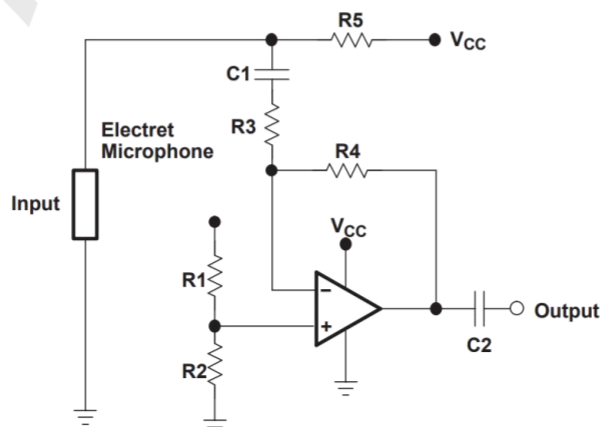 R5
VCC
C1
R3
Electret
Microphone
R4
Input
VCC
R1
−
+
Output
R2
C2